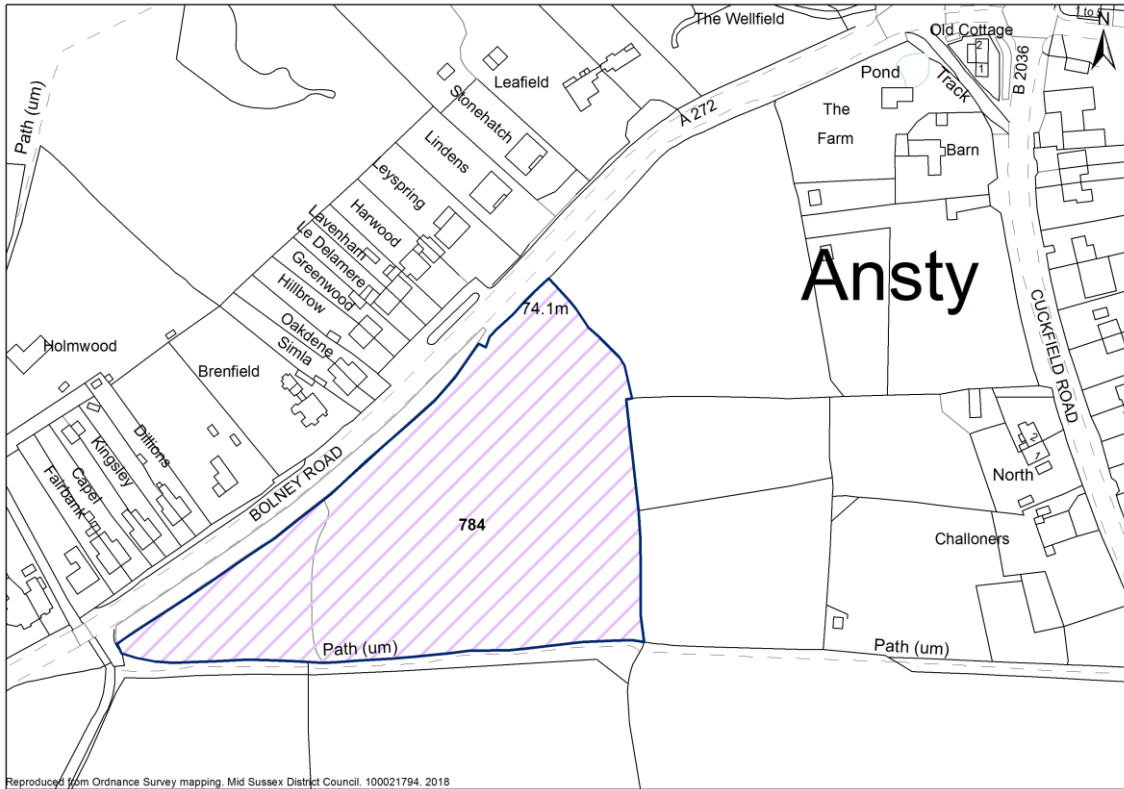 The Wellfield
1 to
N
Old Cottage
2
1
B 2036
Leafield
Pond
Track
Path (um)
Stonehatch
A 272
The
Farm
Lindens
Barn
Leyspring
Harwood
Lavenham
Le Delamere
Greenwood
Hillbrow
Oakdene
Simla
Ansty
74.1m
CUCKFIELD ROAD
Holmwood
Brenfield
Dillions
Kingsley
Capel
Fairbank
BOLNEY ROAD
2
1
North
784
Challoners
Path (um)
Path (um)
Reproduced from Ordnance Survey mapping. Mid Sussex District Council. 100021794. 2018